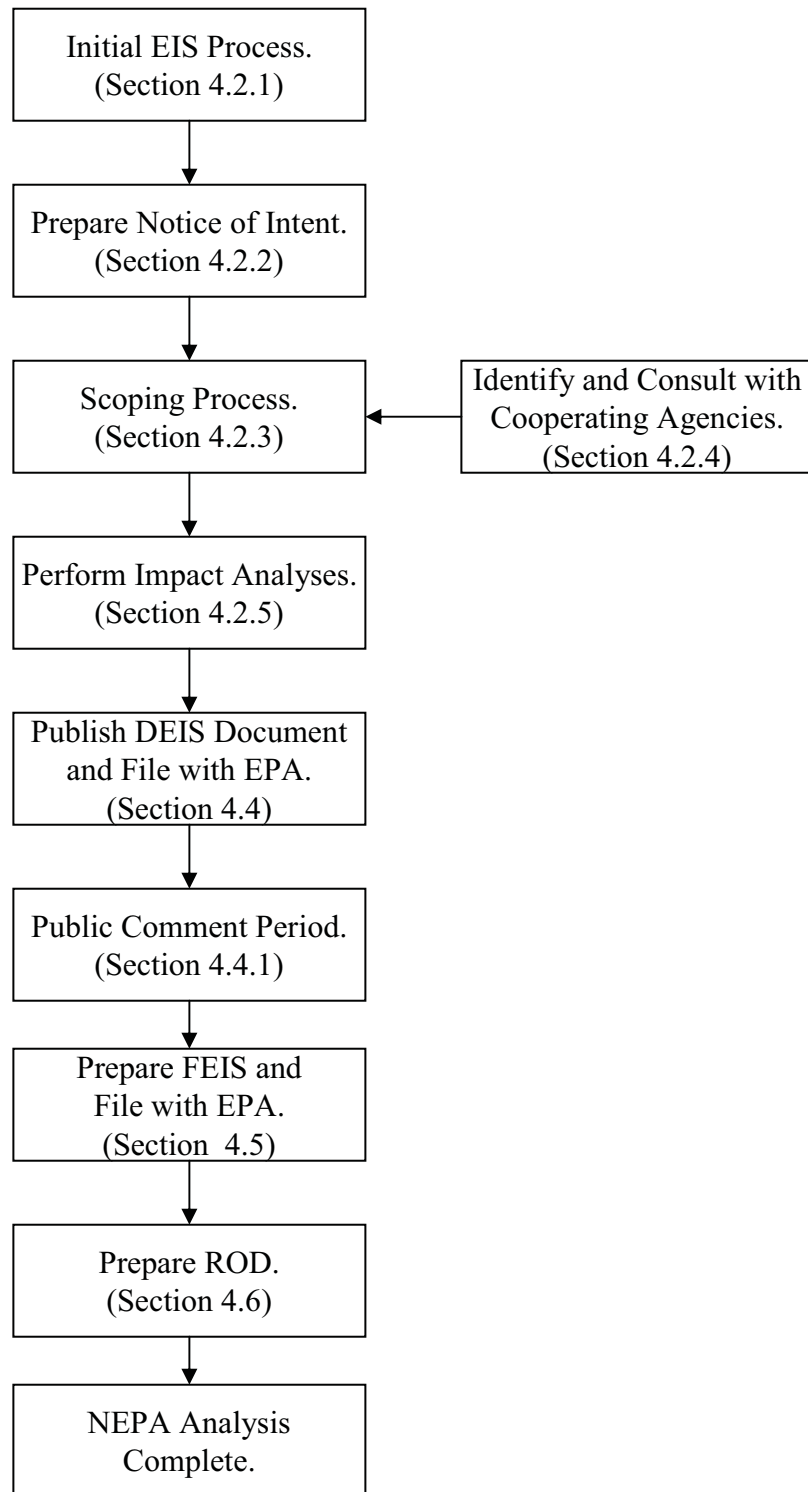 Initial EIS Process.
(Section 4.2.1)
Prepare Notice of Intent.
(Section 4.2.2)
Scoping Process.
(Section 4.2.3)
Identify and Consult with
Cooperating Agencies.
(Section 4.2.4)
Perform Impact Analyses.
(Section 4.2.5)
Publish DEIS Document
and File with EPA.
(Section 4.4)
Public Comment Period.
(Section 4.4.1)
Prepare FEIS and
File with EPA.
(Section 4.5)
Prepare ROD.
(Section 4.6)
NEPA Analysis
Complete.